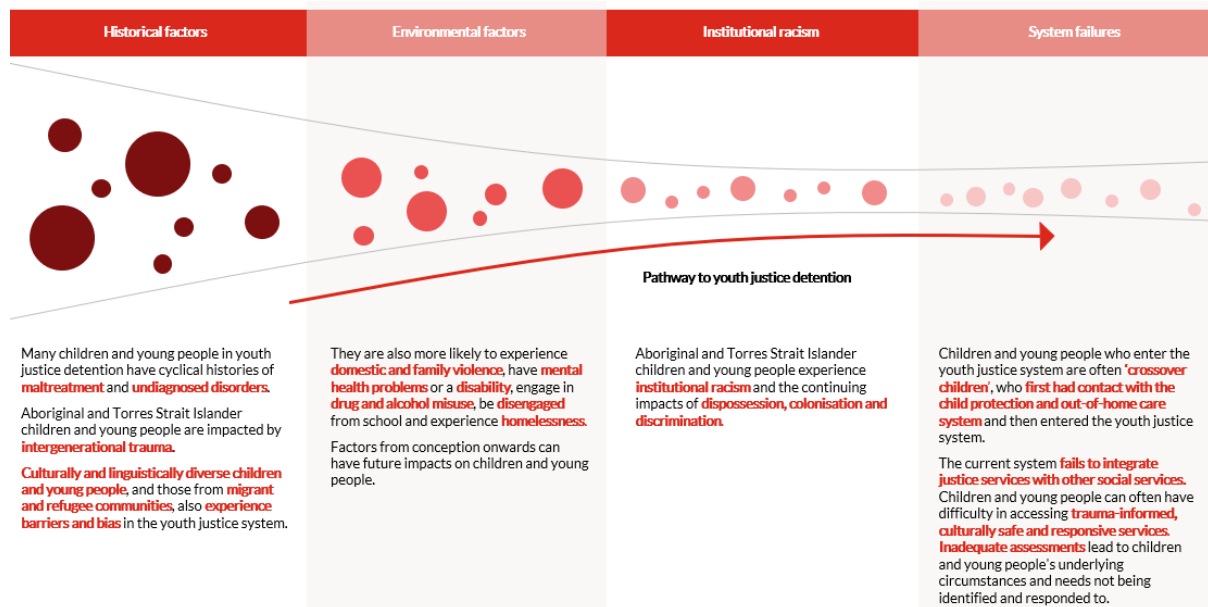 Historical factors
Environmental factors
Institutional racism
System failures
Pathway to youth justice detention
Many children and young people in youth
justice detention have cyclical histories of
maltreatment and undiagnosed disorders.
Aboriginal and Torres Strait Islander
children and young people are impacted by
intergenerational trauma.
Culturally and linguistically diverse children
and young people, and those from migrant
and refugee communities, also experience
barriers and bias in the youth justice system.
They are also more likely to experience
domestic and family violence, have mental
health problems or a disability, engage in
drug and alcohol misuse, be disengaged
from school and experience homelessness.
Factors from conception onwards can
have future impacts on children and young
people.
Aboriginal and Torres Strait Islander
children and young people experience
institutional racism and the continuing
impacts of dispossession, colonisation and
discrimination.
Children and young people who enter the
youth justice system are often ‘crossover
children’, who first had contact with the
child protection and out-of-home care
system and then entered the youth justice
system.
The current system fails to integrate
justice services with other social services.
Children and young people can often have
difficulty in accessing trauma-informed,
culturally safe and responsive services.
Inadequate assessments lead to children
and young people's underlying
circumstances and needs not being
identified and responded to.